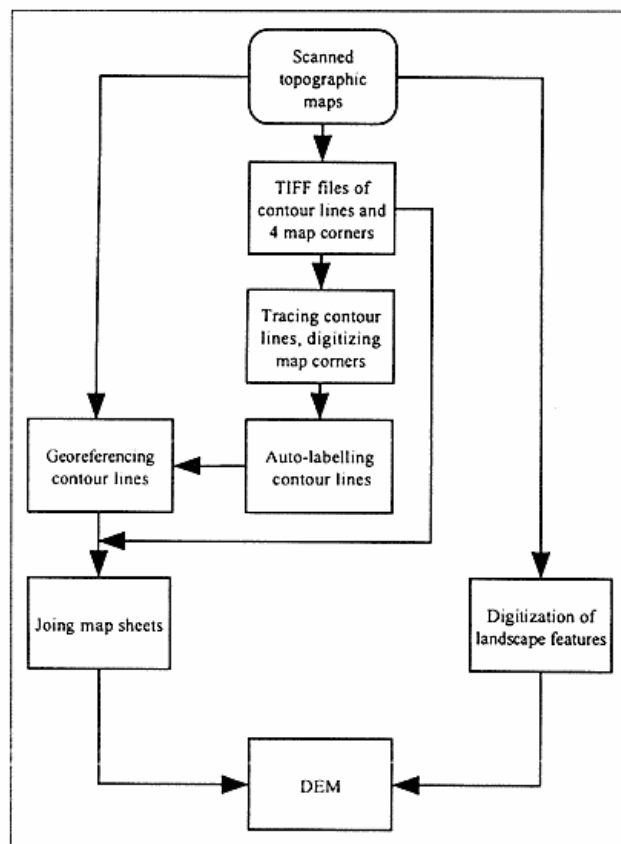 Scanned
topographic
maps
TIFF files of
contour lines and
4 map corners
Tracing contour
lines, digitizing
map corners
Georeferencing
contour lines
Auto-labelling
contour lines
Joing map sheets
Digitization of
landscape features
DEM